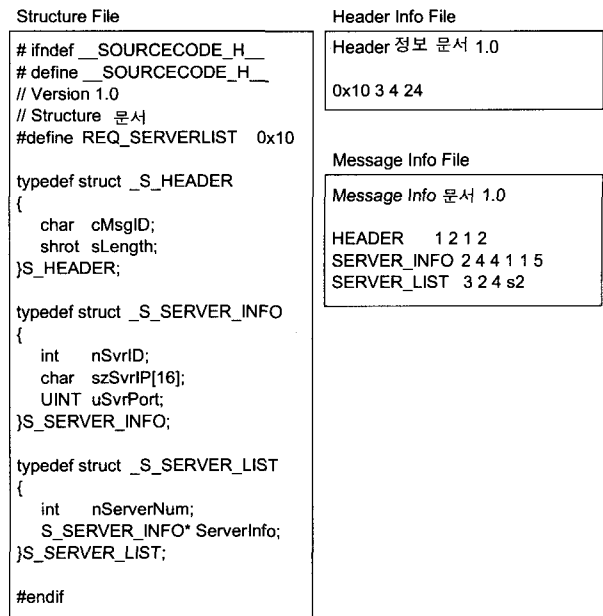 Structure File
# ifndef __SOURCECODE_H__
# define __SOURCECODE_H__
// Version 1.0
// Structure 문서
#define REQ_SERVERLIST 0x10
typedef struct _S_HEADER
{
char cMsgID;
shrot sLength;
}S_HEADER;
typedef struct _S_SERVER_INFO
{
int nSvrID;
char szSvrIP[16];
UINT uSvrPort;
}S_SERVER_INFO;
typedef struct _S_SERVER_LIST
{
int nServerNum;
S_SERVER_INFO* ServerInfo;
}S_SERVER_LIST;
#endif
Header Info File
Header 정보 문서 1.0
0x10 3 4 24
Message Info File
Message Info 문서 1.0
HEADER 1 2 1 2
SERVER_INFO 2 4 4 1 1 5
SERVER_LIST 3 2 4 s2